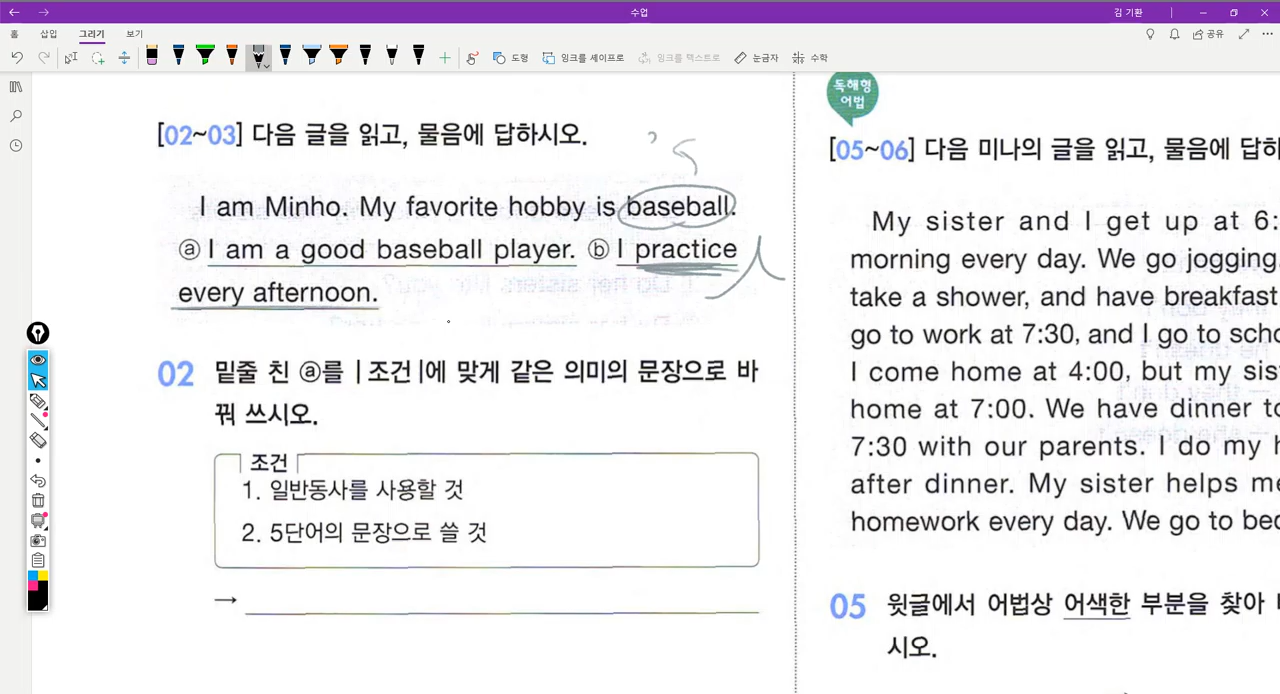 수업
김 기환
홈 삽입 그리기 보기
공유
도형
잉크를 셰이프로
잉크를 텍스트로
눈금자
수학
[02~03] 다음 글을 읽고, 물음에 답하시오.
's
I am Minho. My favorite hobby is baseball.
ⓐ I am a good baseball player. ⓑ I practice
every afternoon.
02 밑줄 친 ⓐ를 |조건|에 맞게 같은 의미의 문장으로 바
꿔 쓰시오.
조건
1. 일반동사를 사용할 것
2. 5단어의 문장으로 쓸 것
→
독해형
어법
[05~06] 다음 미나의 글을 읽고, 물음에 답하
My sister and I get up at 6:
morning every day. We go jogging,
take a shower, and have breakfast
go to work at 7:30, and I go to scho
I come home at 4:00, but my sis
home at 7:00. We have dinner to
7:30 with our parents. I do my h
after dinner. My sister helps me
homework every day. We go to bed
05 윗글에서 어법상 어색한 부분을 찾아
시오.